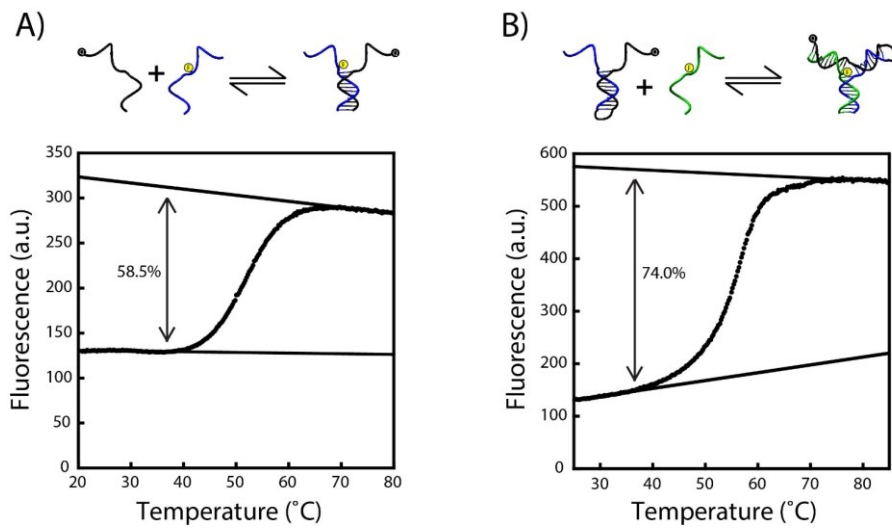 A)
+
F
350
300
250
200
150
100
50
0
58.5%
Fluorescence (a.u.)
20 30 40 50 60 70 80
Temperature (˚C)
B)
+
F
600
500
400
300
200
100
0
74.0%
Fluorescence (a.u.)
30 40 50 60 70 80
Temperature (˚C)